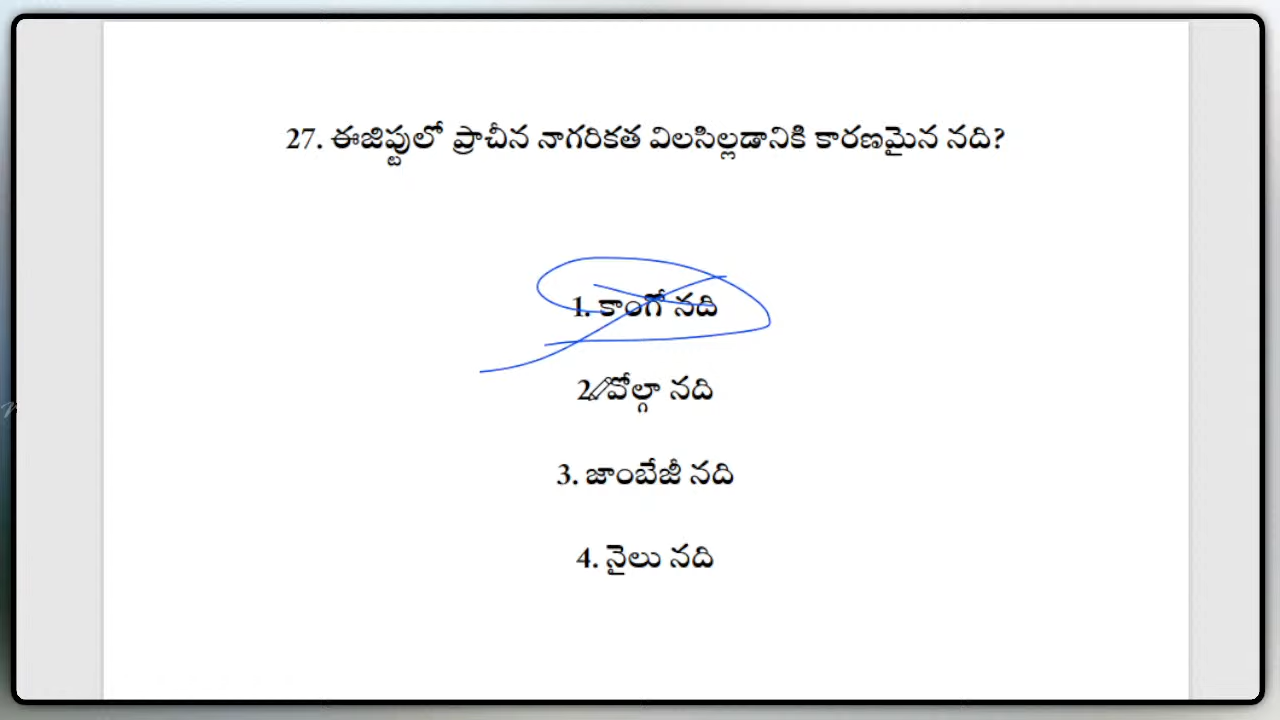 27. ఈజిప్టులో ప్రాచీన నాగరికత విలసిల్లడానికి కారణమైన నది?
1. కాంగో నది
2. వోల్గా నది
3. జాంబేజీ నది
4. నైలు నది